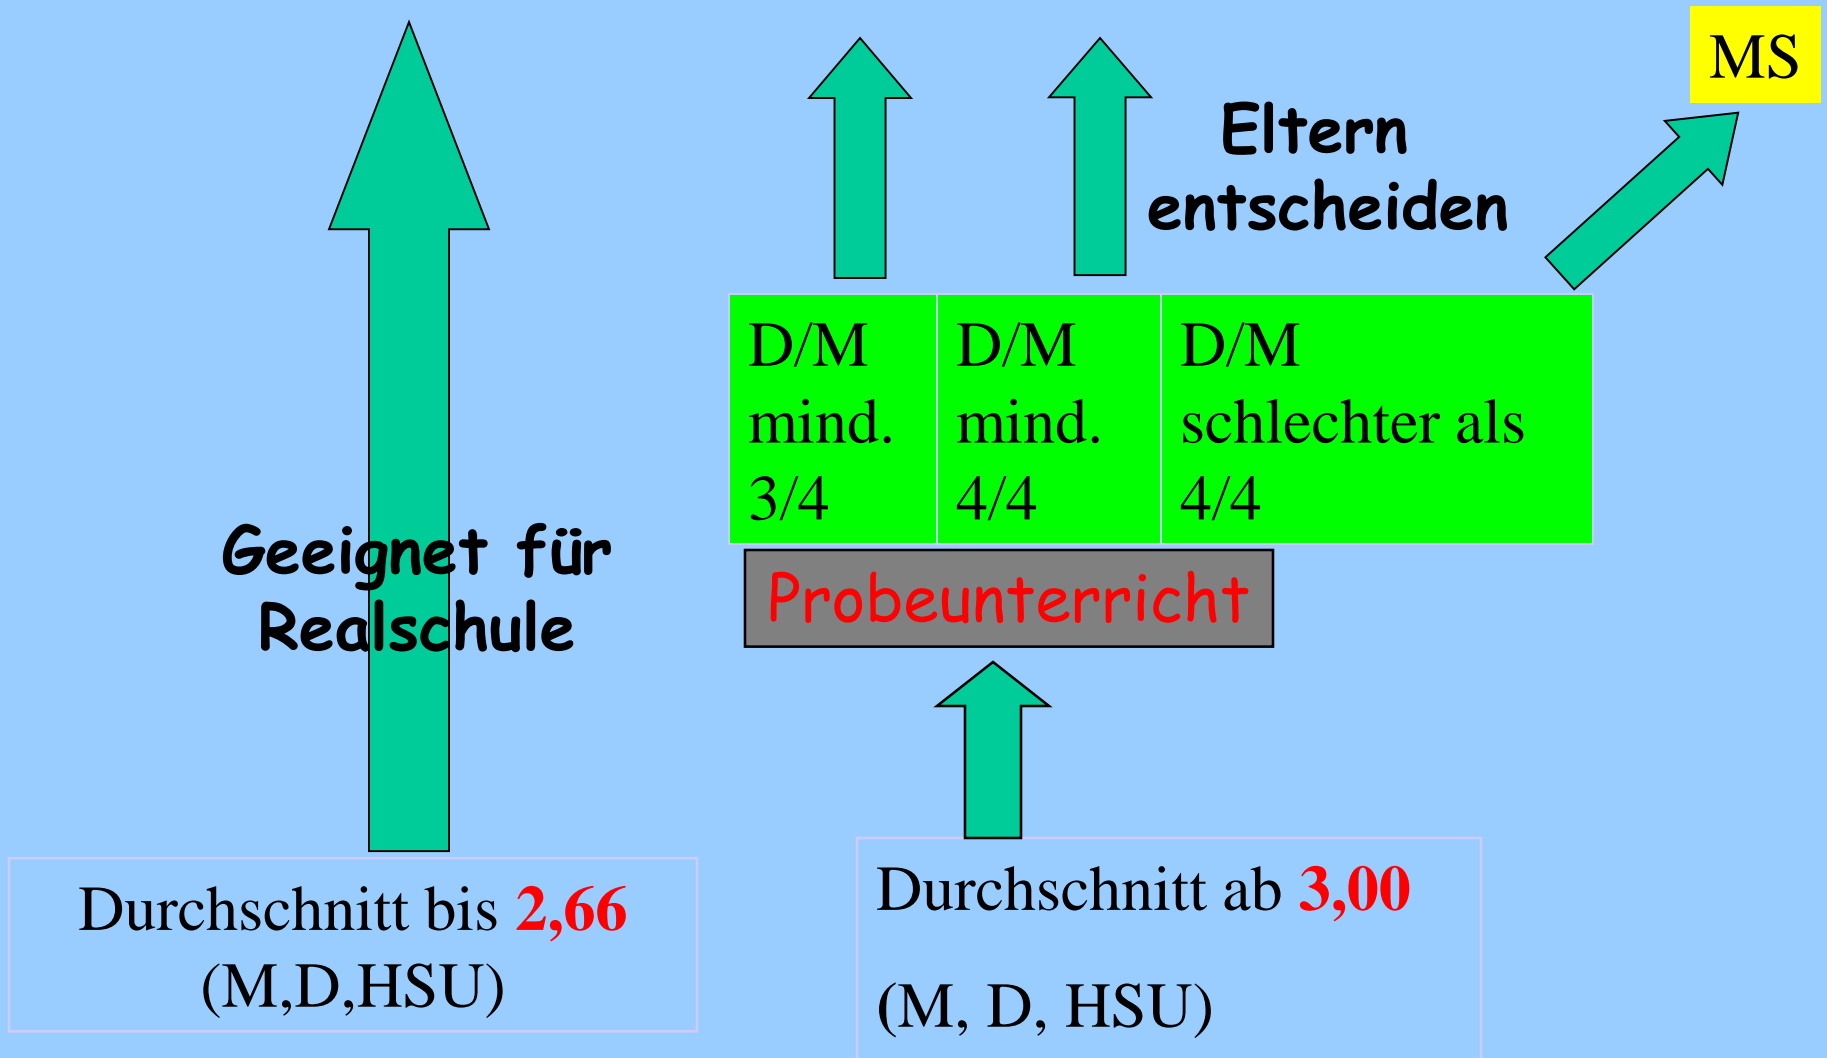 MS
Eltern
entscheiden
D/M
mind.
3/4
D/M
mind.
4/4
D/M
schlechter als
4/4
Geeignet für
Realschule
Probeunterricht
Durchschnitt bis 2,66
(M,D,HSU)
Durchschnitt ab 3,00
(M, D, HSU)